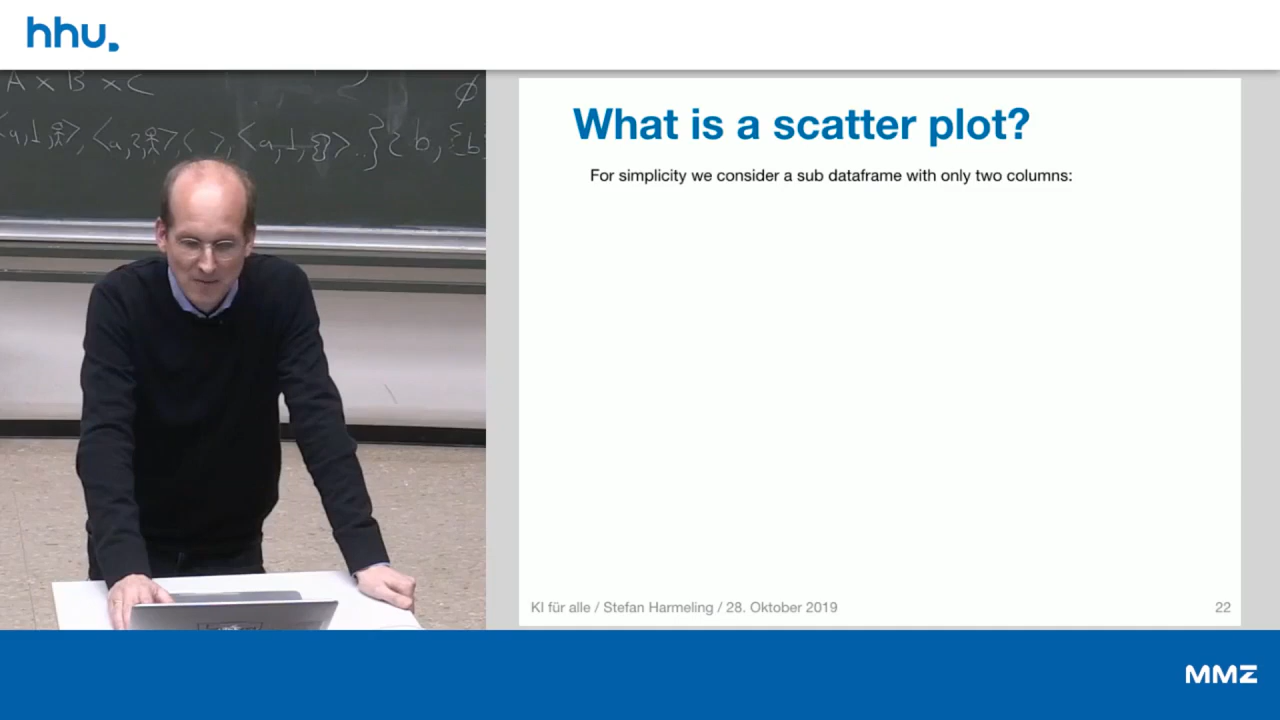 hhu.
A x B x C
What is a scatter plot?
For simplicity we consider a sub dataframe with only two columns:
KI für alle / Stefan Harmeling / 28. Oktober 2019
22
MMZ